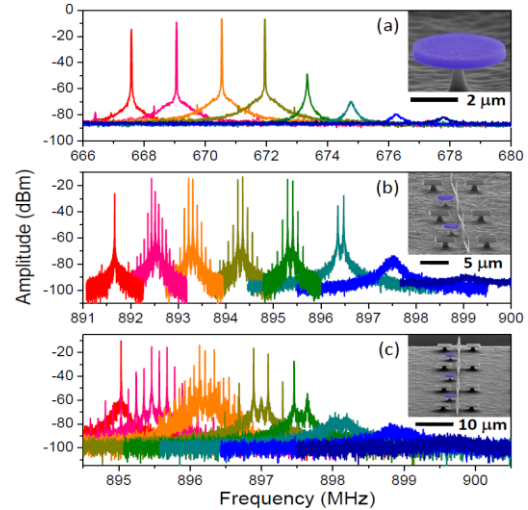 0
-20
-40
-60
-80
-100
(a)
2 μm
666 668 670 672 674 676 678 680
Amplitude (dBm)
-20
-40
-60
-80
-100
(b)
5 μm
891 892 893 894 895 896 897 898 899 900
-20
-40
-60
-80
-100
(c)
10 μm
895 896 897 898 899 900
Frequency (MHz)